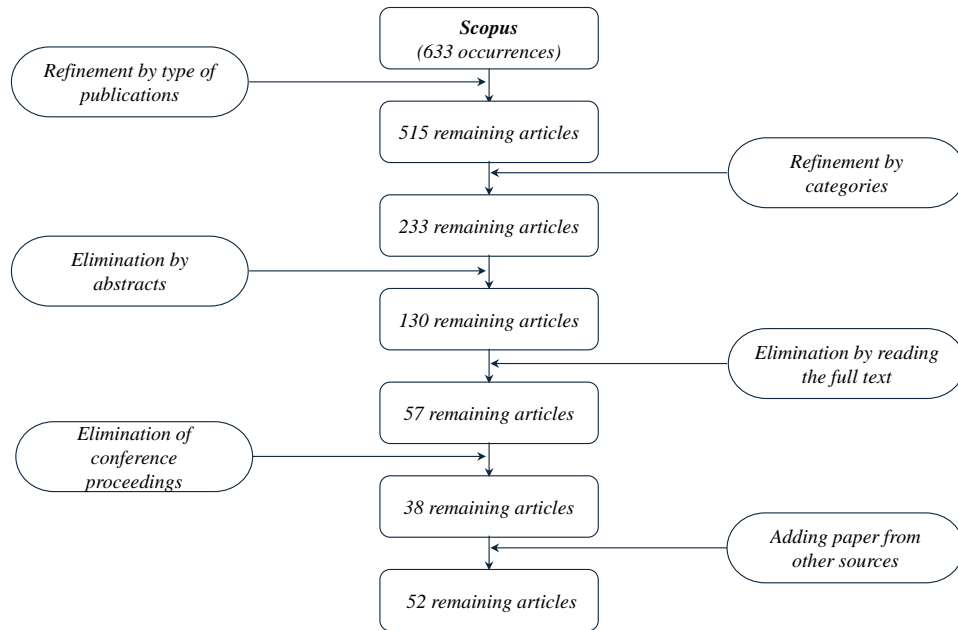 Scopus
(633 occurrences)
Refinement by type of
publications
515 remaining articles
Refinement by
categories
233 remaining articles
Elimination by
abstracts
130 remaining articles
Elimination by reading
the full text
57 remaining articles
Elimination of
conference
proceedings
38 remaining articles
Adding paper from
other sources
52 remaining articles